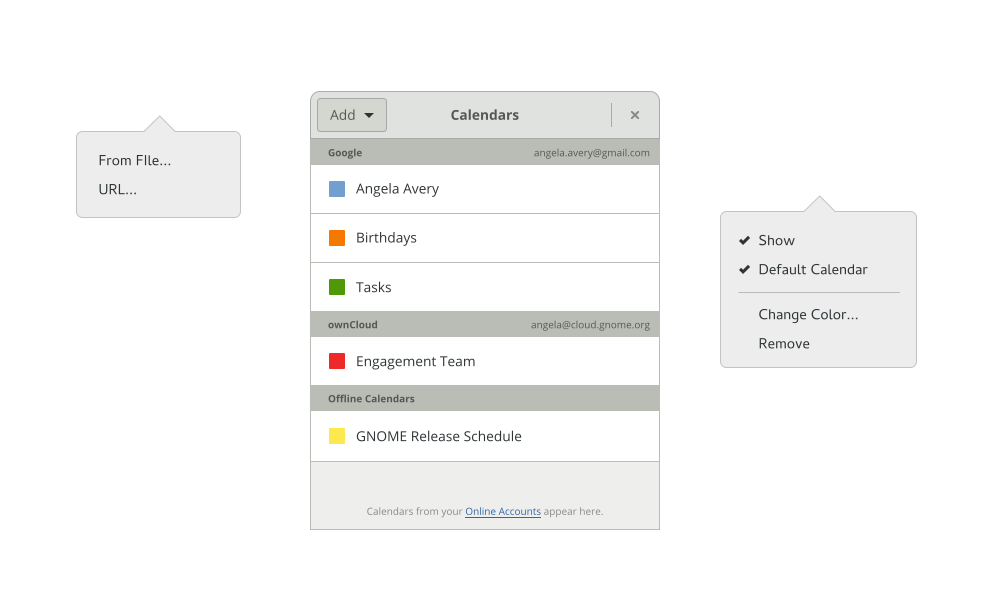 From FIle...
URL...
Add
Calendars
Google angela.avery@gmail.com
Angela Avery
Birthdays
Tasks
ownCloud angela@cloud.gnome.org
Engagement Team
Offline Calendars
GNOME Release Schedule
Calendars from your Online Accounts appear here.
Show
Default Calendar
Change Color...
Remove